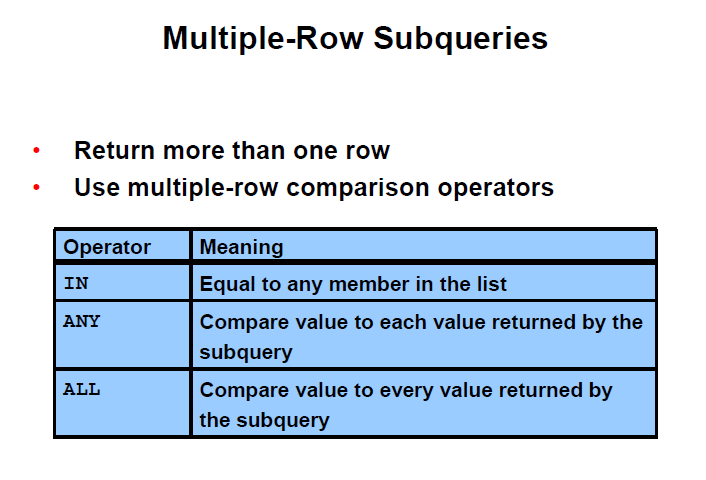 Multiple-Row Subqueries
• Return more than one row
• Use multiple-row comparison operators
Operator Meaning
IN Equal to any member in the list
ANY Compare value to each value returned by the
subquery
ALL Compare value to every value returned by
the subquery